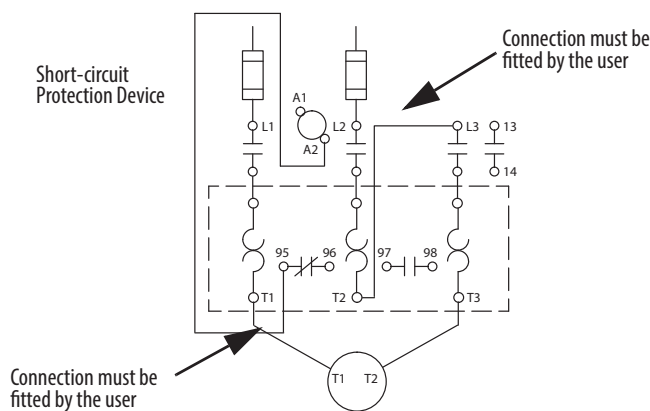 Connection must be
fitted by the user
Short-circuit
Protection Device
A1
L1
L2
L3
13
A2
14
95
96
97
98
T1
T2
T3
T1
T2
Connection must be
fitted by the user